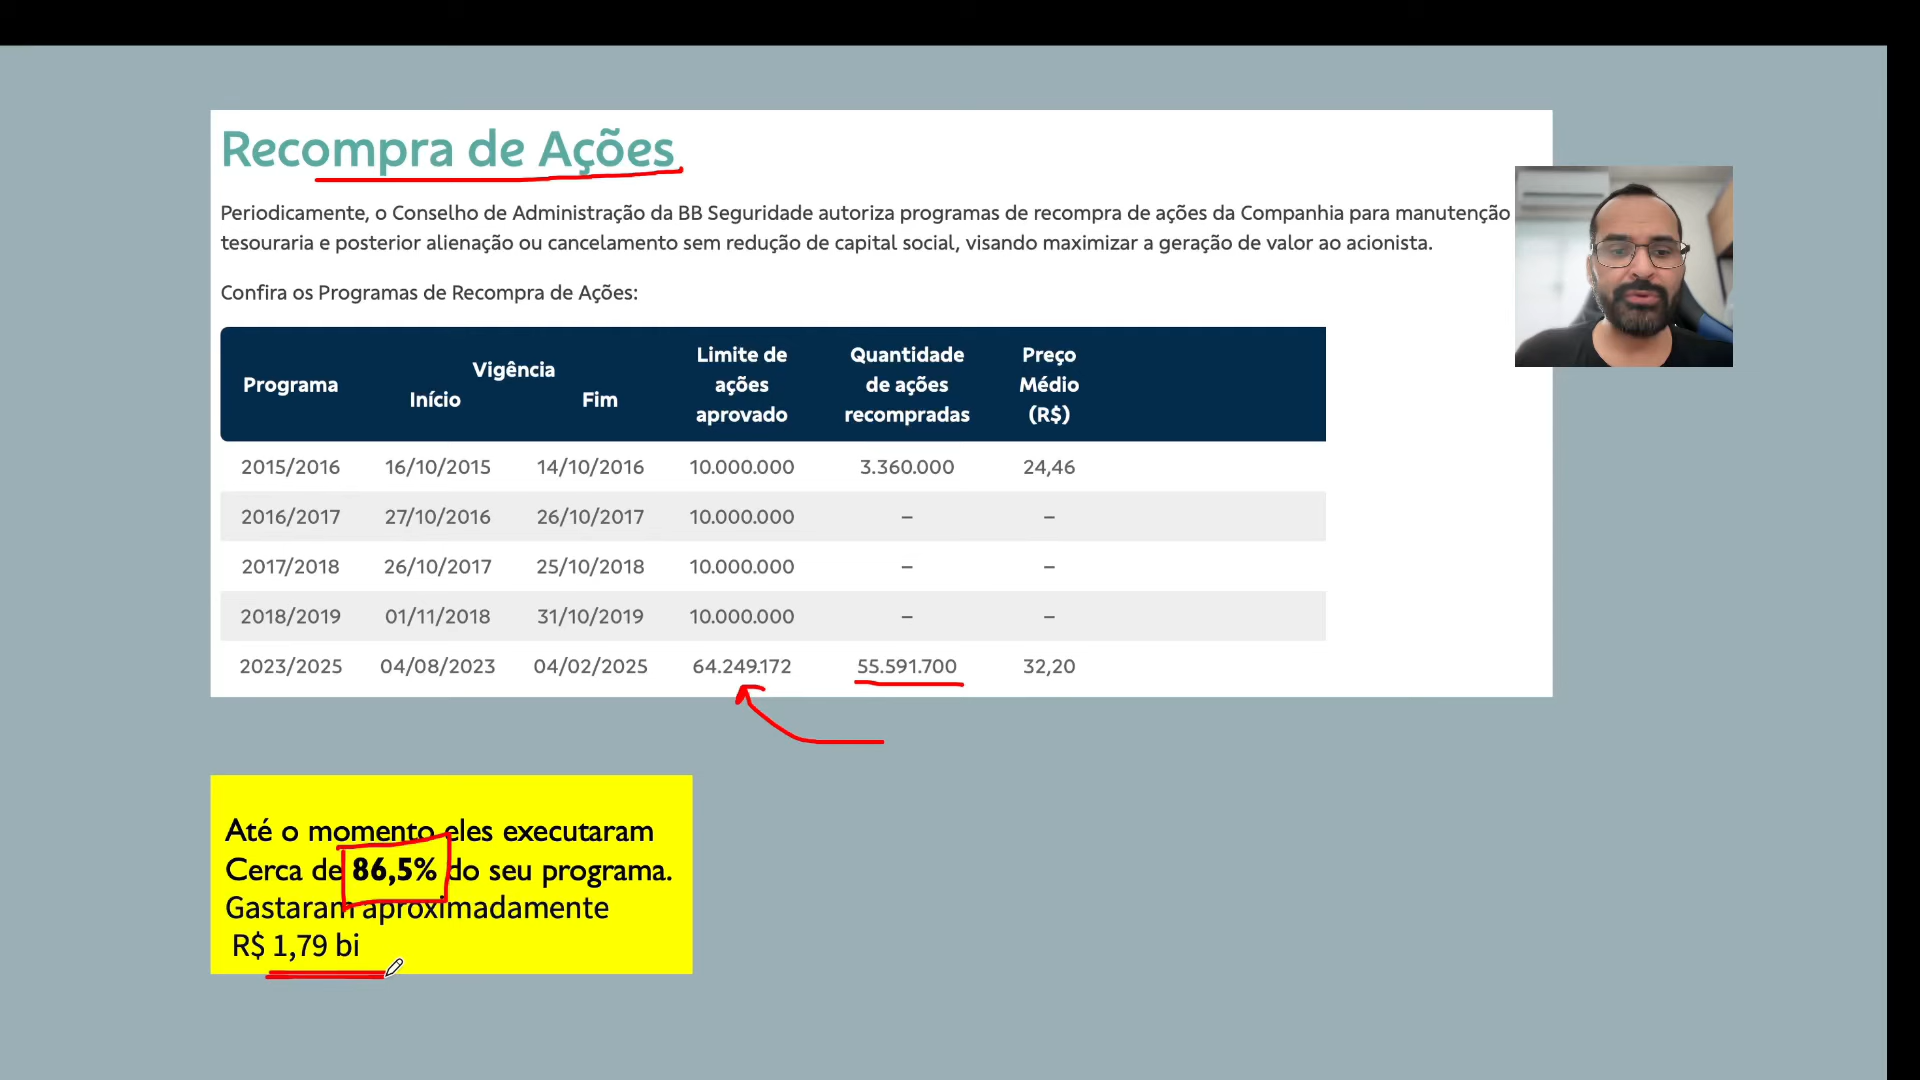 Recompra de Ações
Periodicamente, o Conselho de Administração da BB Seguridade autoriza programas de recompra de ações da Companhia para manutenção
tesouraria e posterior alienação ou cancelamento sem redução de capital social, visando maximizar a geração de valor ao acionista.
Confira os Programas de Recompra de Ações:
Programa Vigência Início Fim Limite de ações aprovado Quantidade de ações recompradas Preço Médio (R$)
2015/2016 16/10/2015 14/10/2016 10.000.000 3.360.000 24,46
2016/2017 27/10/2016 26/10/2017 10.000.000 – –
2017/2018 26/10/2017 25/10/2018 10.000.000 – –
2018/2019 01/11/2018 31/10/2019 10.000.000 – –
2023/2025 04/08/2023 04/02/2025 64.249.172 55.591.700 32,20
Até o momento eles executaram
Cerca de 86,5% do seu programa.
Gastaram aproximadamente
R$ 1,79 bi